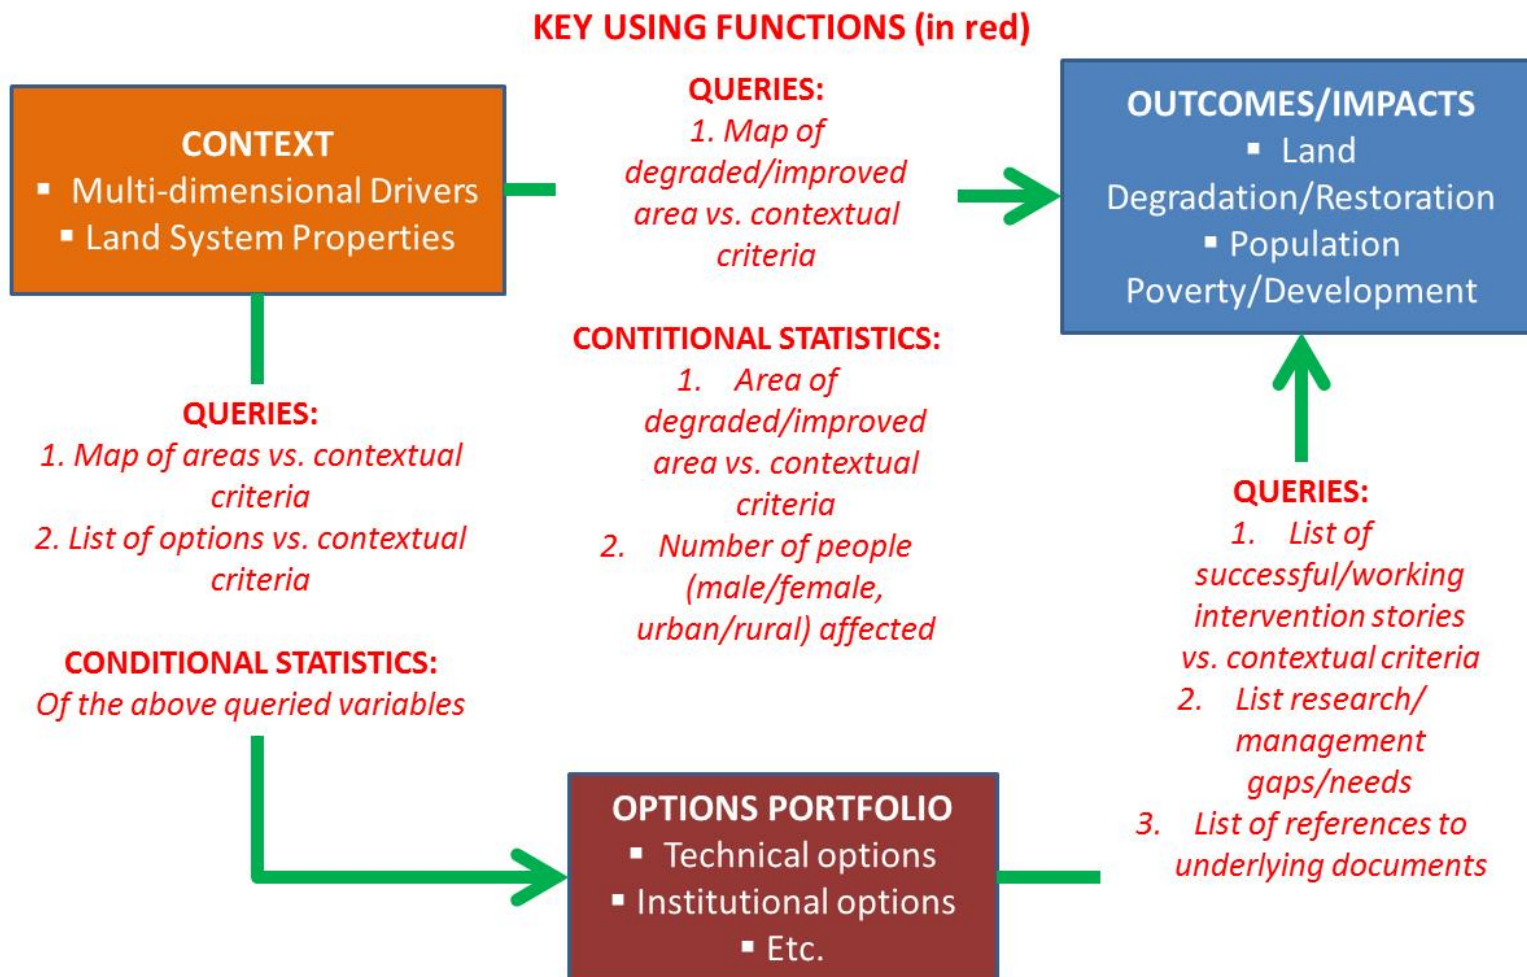 KEY USING FUNCTIONS (in red)
CONTEXT
▪ Multi-dimensional Drivers
▪ Land System Properties
QUERIES:
1. Map of
degraded/improved
area vs. contextual
criteria
OUTCOMES/IMPACTS
▪ Land
Degradation/Restoration
▪ Population
Poverty/Development
CONTITIONAL STATISTICS:
1. Area of
degraded/improved
area vs. contextual
criteria
2. Number of people
(male/female,
urban/rural) affected
QUERIES:
1. Map of areas vs. contextual
criteria
2. List of options vs. contextual
criteria
CONDITIONAL STATISTICS:
Of the above queried variables
QUERIES:
1. List of
successful/working
intervention stories
vs. contextual criteria
2. List research/
management
gaps/needs
3. List of references to
underlying documents
OPTIONS PORTFOLIO
▪ Technical options
▪ Institutional options
▪ Etc.